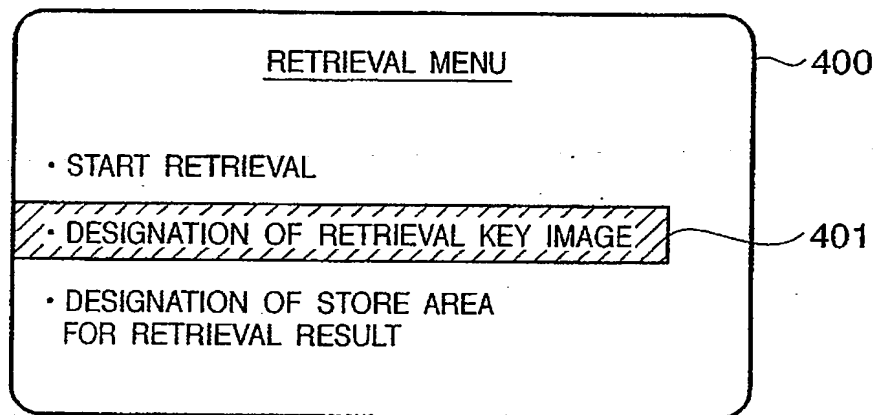 RETRIEVAL MENU
400
· START RETRIEVAL
· DESIGNATION OF RETRIEVAL KEY IMAGE
401
· DESIGNATION OF STORE AREA
FOR RETRIEVAL RESULT